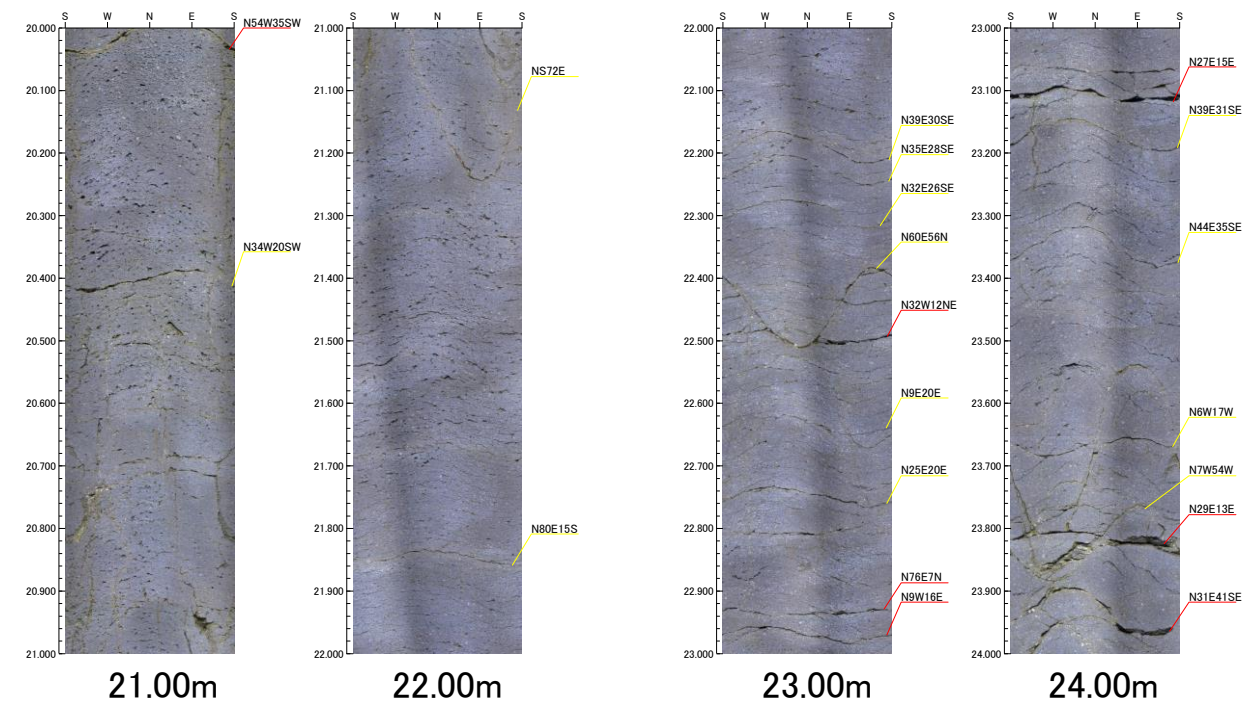 S W N E S
20.000
20.100
20.200
20.300
20.400
20.500
20.600
20.700
20.800
20.900
21.000
N54W35SW
N34W20SW
21.00m
S W N E S
21.000
21.100
21.200
21.300
21.400
21.500
21.600
21.700
21.800
21.900
22.000
NS72E
N80E15S
22.00m
S W N E S
22.000
22.100
22.200
22.300
22.400
22.500
22.600
22.700
22.800
22.900
23.000
N39E30SE
N35E28SE
N32E26SE
N60E56N
N32W12NE
N9E20E
N25E20E
N76E7N
N9W16E
23.00m
S W N E S
23.000
23.100
23.200
23.300
23.400
23.500
23.600
23.700
23.800
23.900
24.000
N27E15E
N39E31SE
N44E35SE
N6W17W
N7W54W
N29E13E
N31E41SE
24.00m